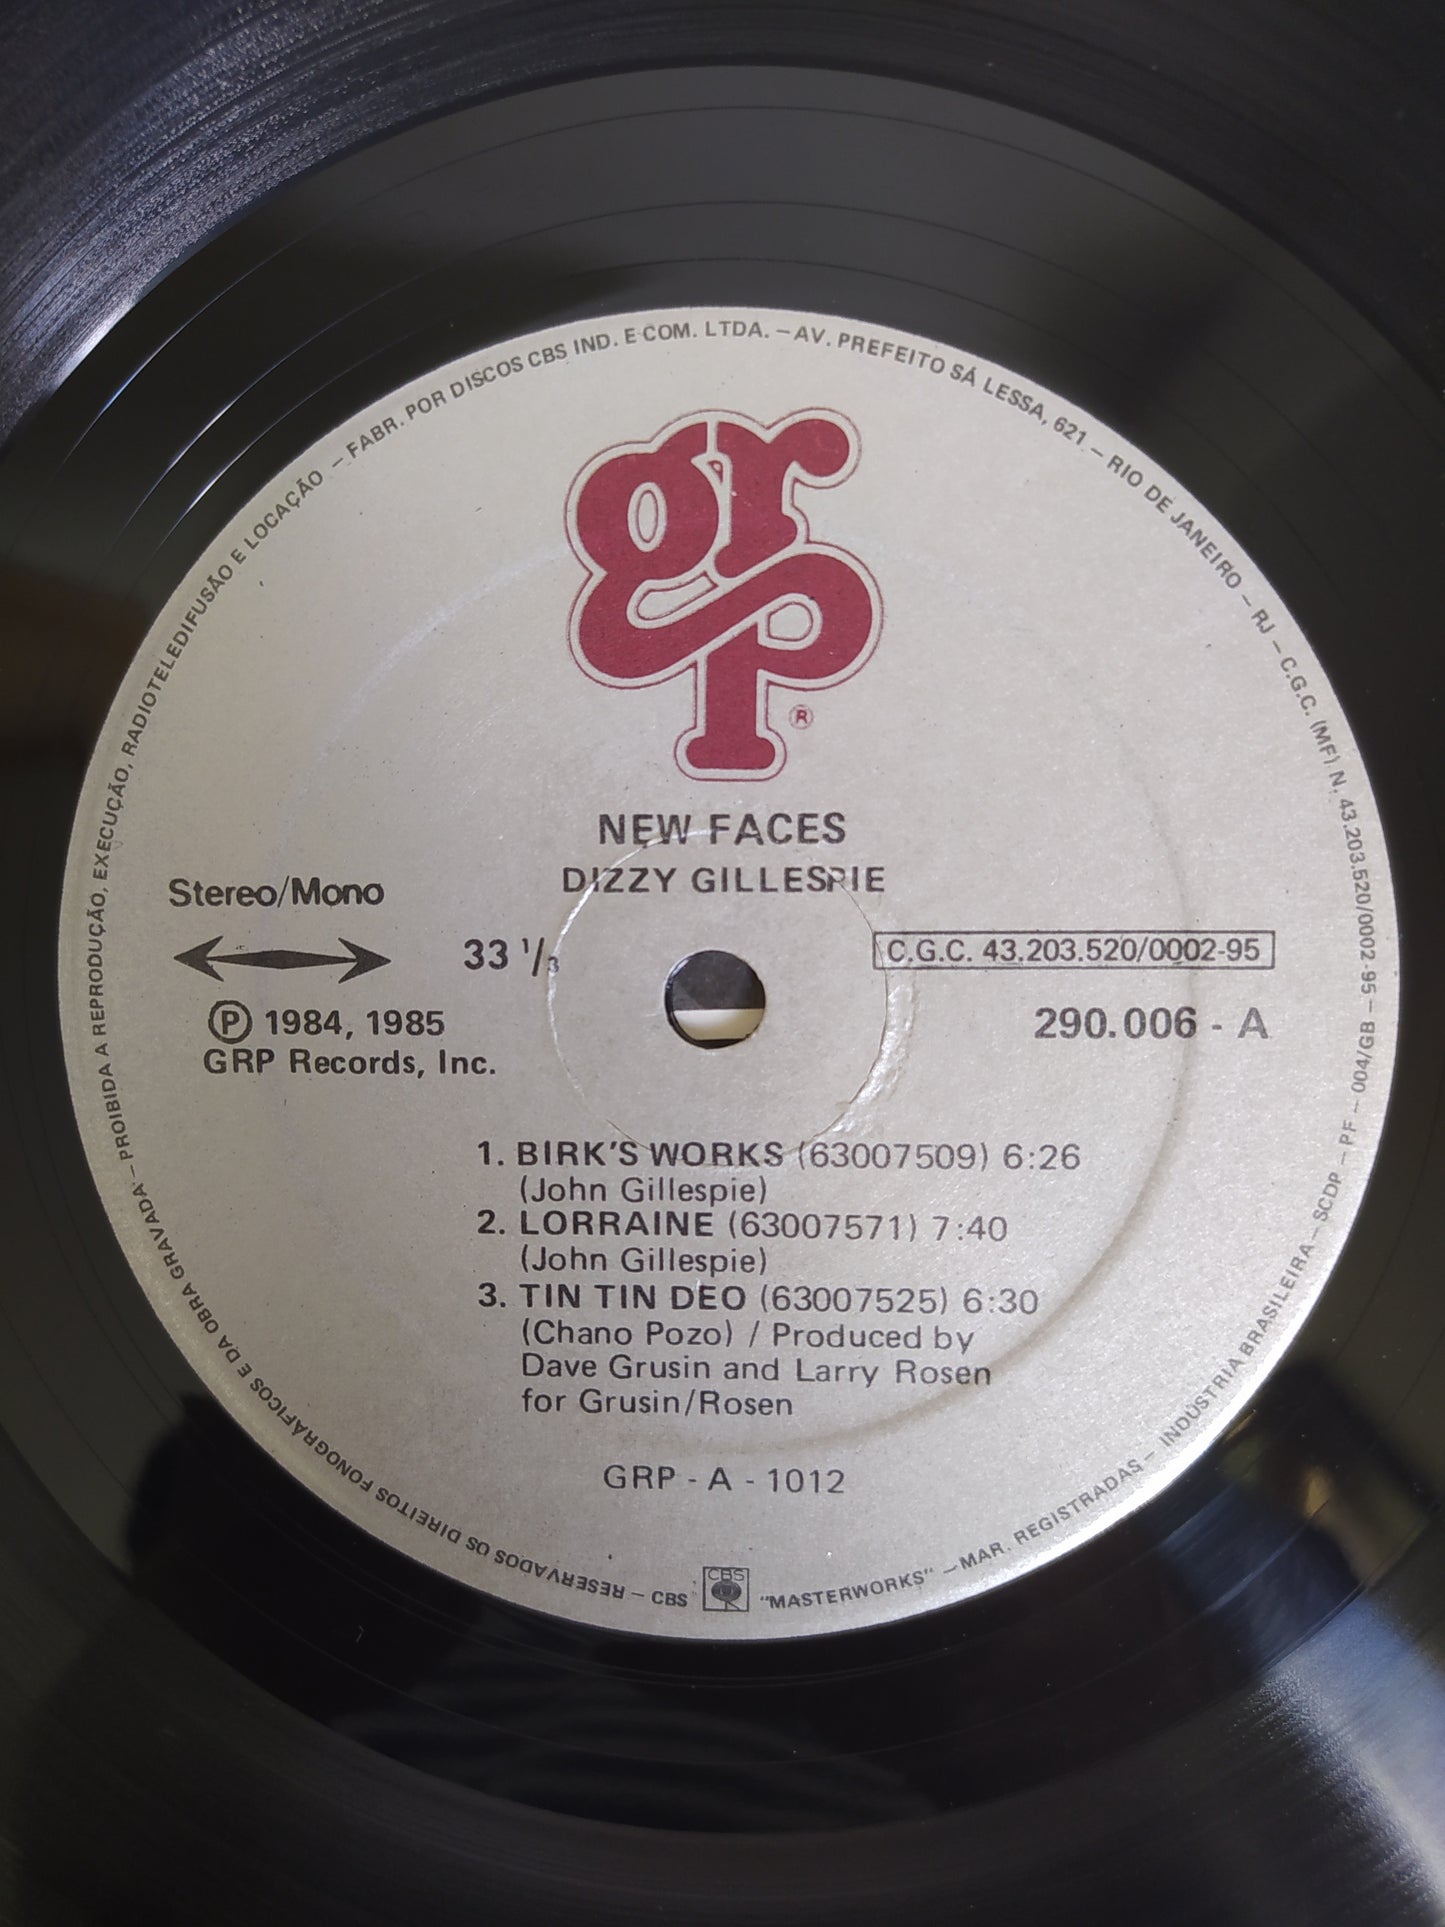 FABR. POR DISCOS CBS IND. E COM. LTDA. – AV. PREFEITO SÁ LESSA, 621 – RIO DE JANEIRO – RJ – C.G.C. (MF) N. 43.203.520/0002-95 – PF – 004/GB – SCDP – INDÚSTRIA BRASILEIRA –
grp
®
NEW FACES
DIZZY GILLESPIE
Stereo/Mono
33 1/3
C.G.C. 43.203.520/0002-95
Ⓟ 1984, 1985
290.006 - A
GRP Records, Inc.
1. BIRK'S WORKS (63007509) 6:26
(John Gillespie)
2. LORRAINE (63007571) 7:40
(John Gillespie)
3. TIN TIN DEO (63007525) 6:30
(Chano Pozo) / Produced by
Dave Grusin and Larry Rosen
for Grusin/Rosen
GRP - A - 1012
CBS
– CBS "MASTERWORKS" – MAR. REGISTRADAS –
RESERVADOS OS DIREITOS FONOGRÁFICOS E DA OBRA GRAVADA – PROIBIDA A REPRODUÇÃO, EXECUÇÃO, RADIOTELEDIFUSÃO E LOCAÇÃO –